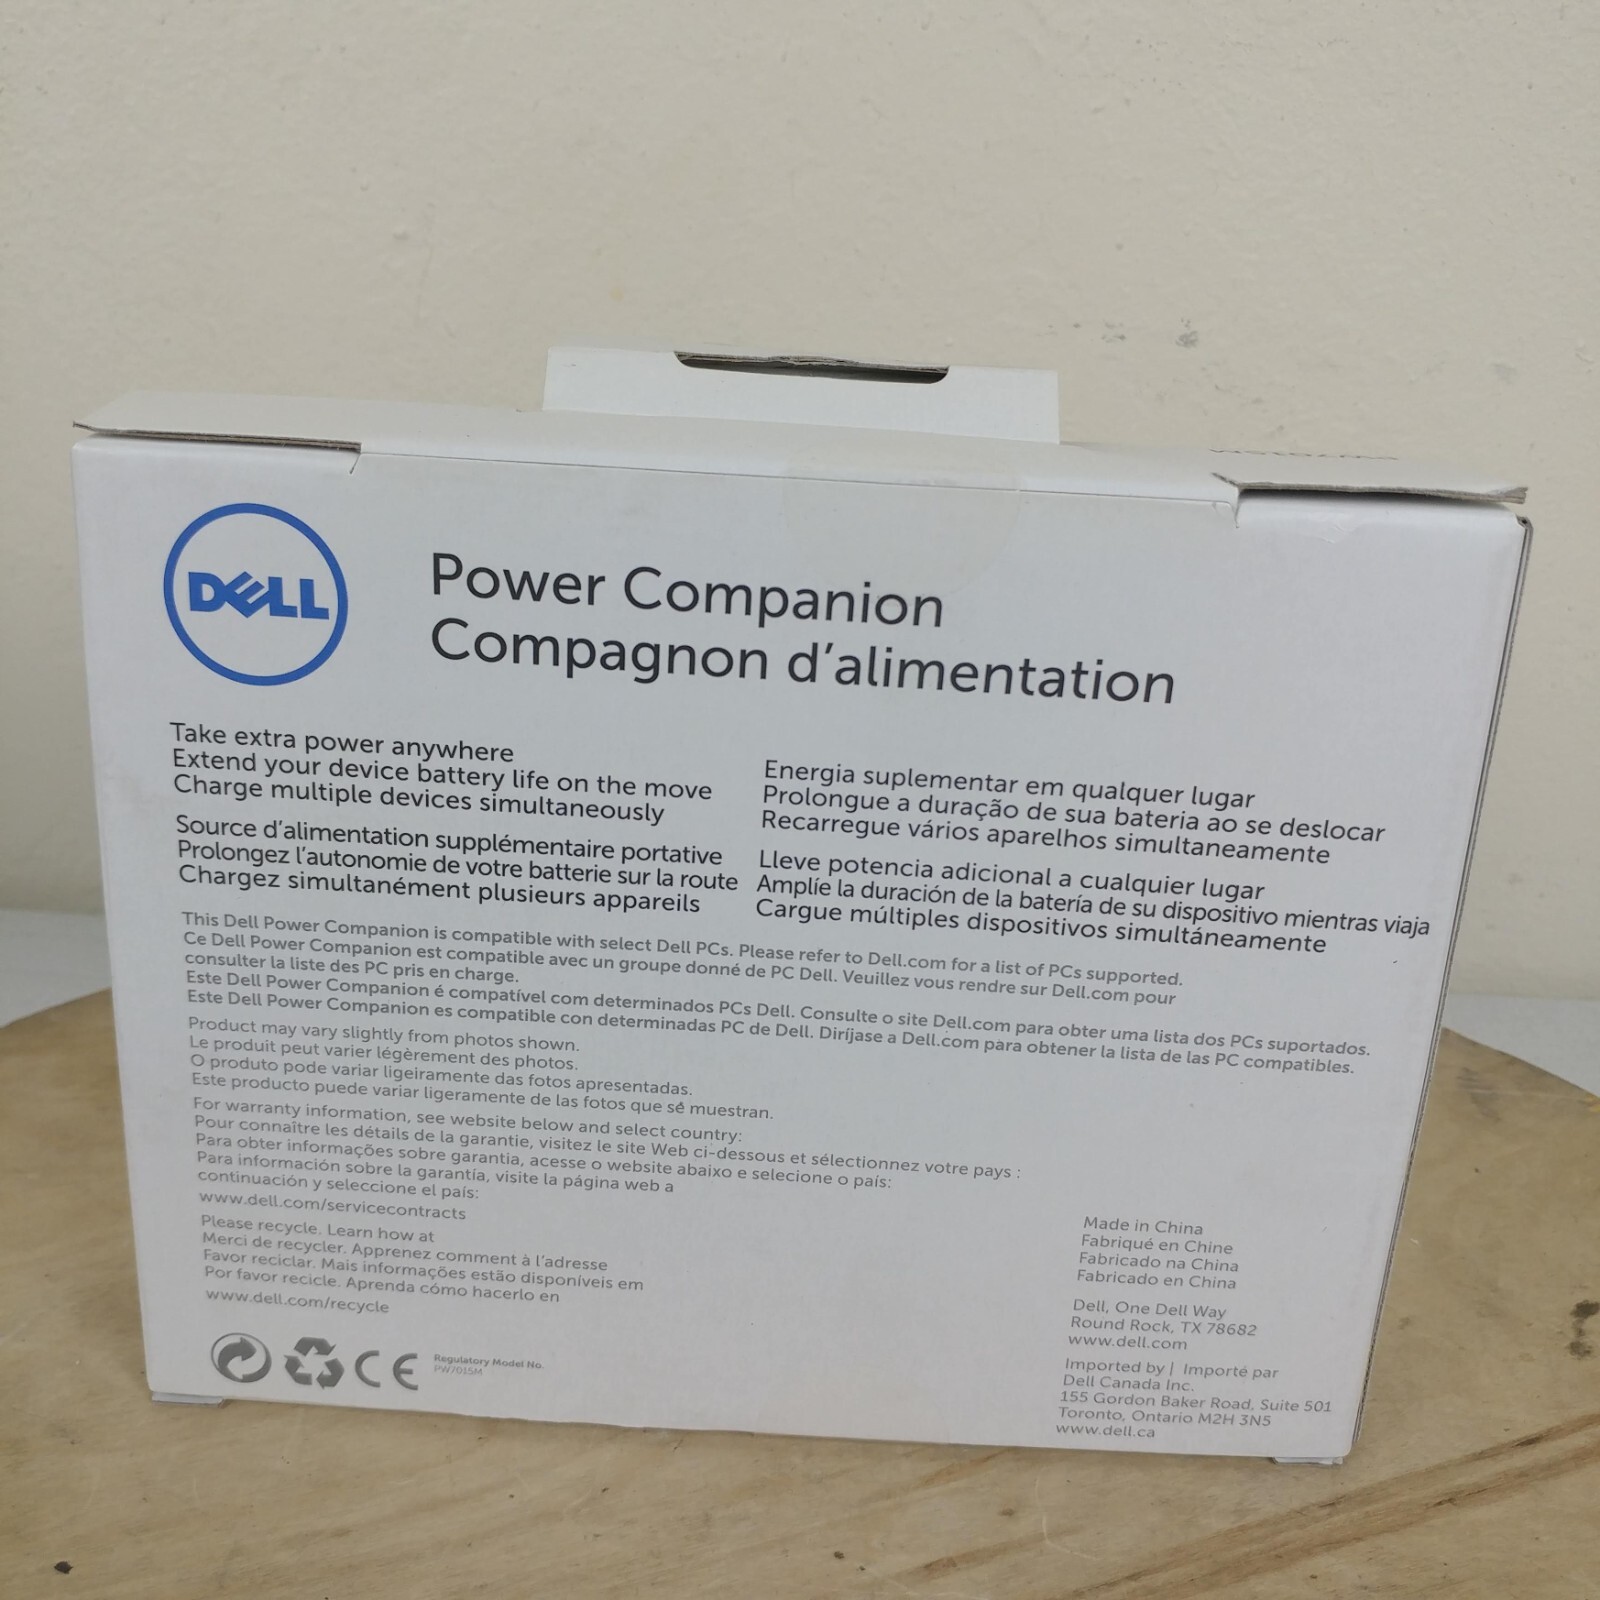 DELL
Power Companion
Compagnon d'alimentation
Take extra power anywhere
Extend your device battery life on the move
Charge multiple devices simultaneously
Source d'alimentation supplémentaire portative
Prolongez l'autonomie de votre batterie sur la route
Chargez simultanément plusieurs appareils
Energia suplementar em qualquer lugar
Prolongue a duração de sua bateria ao se deslocar
Recarregue vários aparelhos simultaneamente
Lleve potencia adicional a cualquier lugar
Amplíe la duración de la batería de su dispositivo mientras viaja
Cargue múltiples dispositivos simultáneamente
This Dell Power Companion is compatible with select Dell PCs. Please refer to Dell.com for a list of PCs supported.
Ce Dell Power Companion est compatible avec un groupe donné de PC Dell. Veuillez vous rendre sur Dell.com pour
consulter la liste des PC pris en charge.
Este Dell Power Companion é compatível com determinados PCs Dell. Consulte o site Dell.com para obter uma lista dos PCs suportados.
Este Dell Power Companion es compatible con determinadas PC de Dell. Diríjase a Dell.com para obtener la lista de las PC compatibles.
Product may vary slightly from photos shown.
Le produit peut varier légèrement des photos.
O produto pode variar ligeiramente das fotos apresentadas.
Este producto puede variar ligeramente de las fotos que se muestran.
For warranty information, see website below and select country:
Pour connaître les détails de la garantie, visitez le site Web ci-dessous et sélectionnez votre pays :
Para obter informações sobre garantia, acesse o website abaixo e selecione o país:
Para información sobre la garantía, visite la página web a
continuación y seleccione el país:
www.dell.com/servicecontracts
Please recycle. Learn how at
Merci de recycler. Apprenez comment à l'adresse
Favor reciclar. Mais informações estão disponíveis em
Por favor recicle. Aprenda cómo hacerlo en
www.dell.com/recycle
CE
Regulatory Model No.
PW7015M
Made in China
Fabriqué en Chine
Fabricado na China
Fabricado en China
Dell, One Dell Way
Round Rock, TX 78682
www.dell.com
Imported by | Importé par
Dell Canada Inc.
155 Gordon Baker Road, Suite 501
Toronto, Ontario M2H 3N5
www.dell.ca